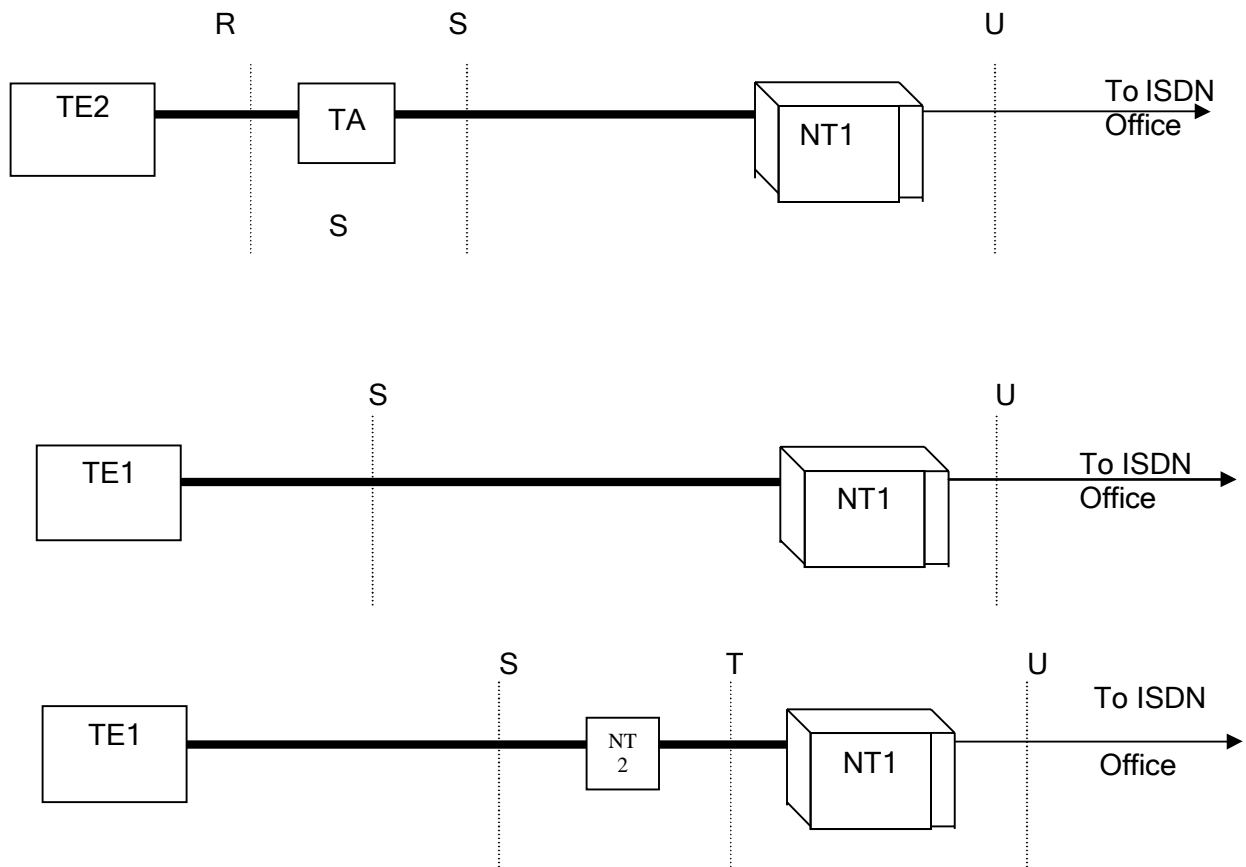 R
S
U
TE2
TA
NT1
To ISDN
Office
S
S
U
TE1
NT1
To ISDN
Office
S
T
U
To ISDN
TE1
NT
2
NT1
Office